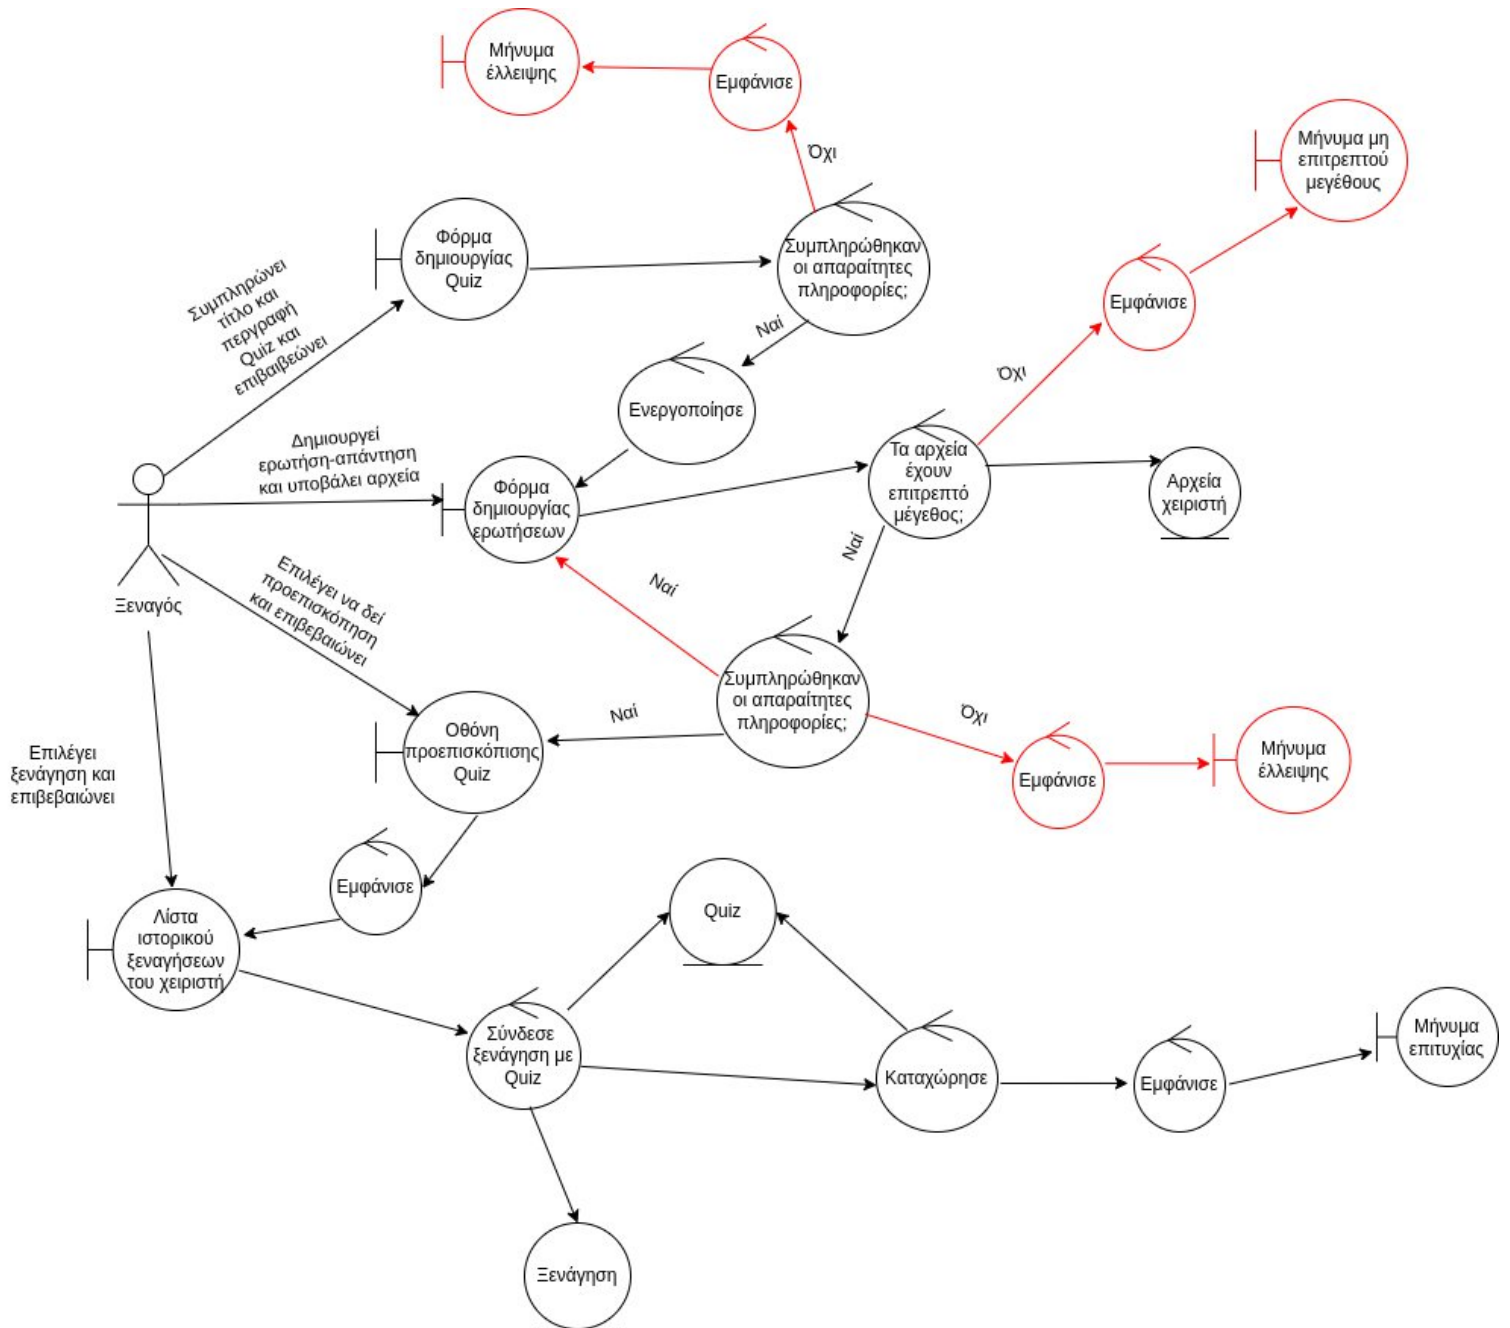 Μήνυμα
έλλειψης
Εμφάνισε
Όχι
Μήνυμα μη
επιτρεπτού
μεγέθους
Φόρμα
δημιουργίας
Quiz
Συμπληρώθηκαν
οι απαραίτητες
πληροφορίες;
Συμπληρώνει
τίτλο και
περγραφή
Quiz και
επιβαιβεώνει
Ναί
Εμφάνισε
Όχι
Ενεργοποίησε
Δημιουργεί
ερωτήση-απάντηση
και υποβάλει αρχεία
Φόρμα
δημιουργίας
ερωτήσεων
Τα αρχεία
έχουν
επιτρεπτό
μέγεθος;
Αρχεία
χειριστή
Ναί
Ναί
Ξεναγός
Επιλέγει να δεί
προεπισκόπηση
και επιβεβαιώνει
Συμπληρώθηκαν
οι απαραίτητες
πληροφορίες;
Όχι
Ναί
Οθόνη
προεπισκόπισης
Quiz
Εμφάνισε
Μήνυμα
έλλειψης
Επιλέγει
ξενάγηση και
επιβεβαιώνει
Εμφάνισε
Λίστα
ιστορικού
ξεναγήσεων
του χειριστή
Quiz
Σύνδεσε
ξενάγηση με
Quiz
Καταχώρησε
Εμφάνισε
Μήνυμα
επιτυχίας
Ξενάγηση